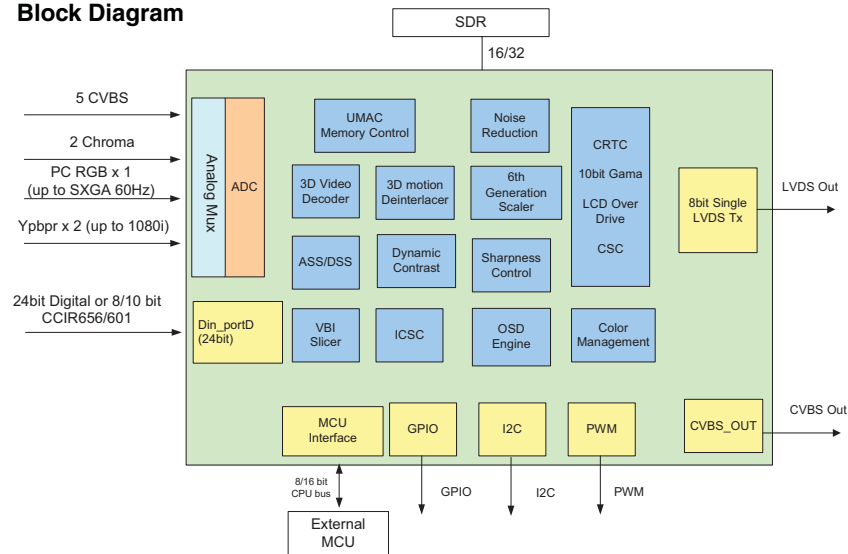 Block Diagram
SDR
16/32
5 CVBS
2 Chroma
PC RGB x 1
(up to SXGA 60Hz)
Ypbpr x 2 (up to 1080i)
24bit Digital or 8/10 bit
CCIR656/601
Analog Mux
ADC
Din_portD
(24bit)
UMAC
Memory Control
Noise
Reduction
3D Video
Decoder
3D motion
Deinterlacer
6th
Generation
Scaler
ASS/DSS
Dynamic
Contrast
Sharpness
Control
VBI
Slicer
ICSC
OSD
Engine
CRTC
10bit Gama
LCD Over
Drive
CSC
Color
Management
8bit Single
LVDS Tx
LVDS Out
MCU
Interface
GPIO
I2C
PWM
CVBS_OUT
CVBS Out
8/16 bit
CPU bus
GPIO
I2C
PWM
External
MCU